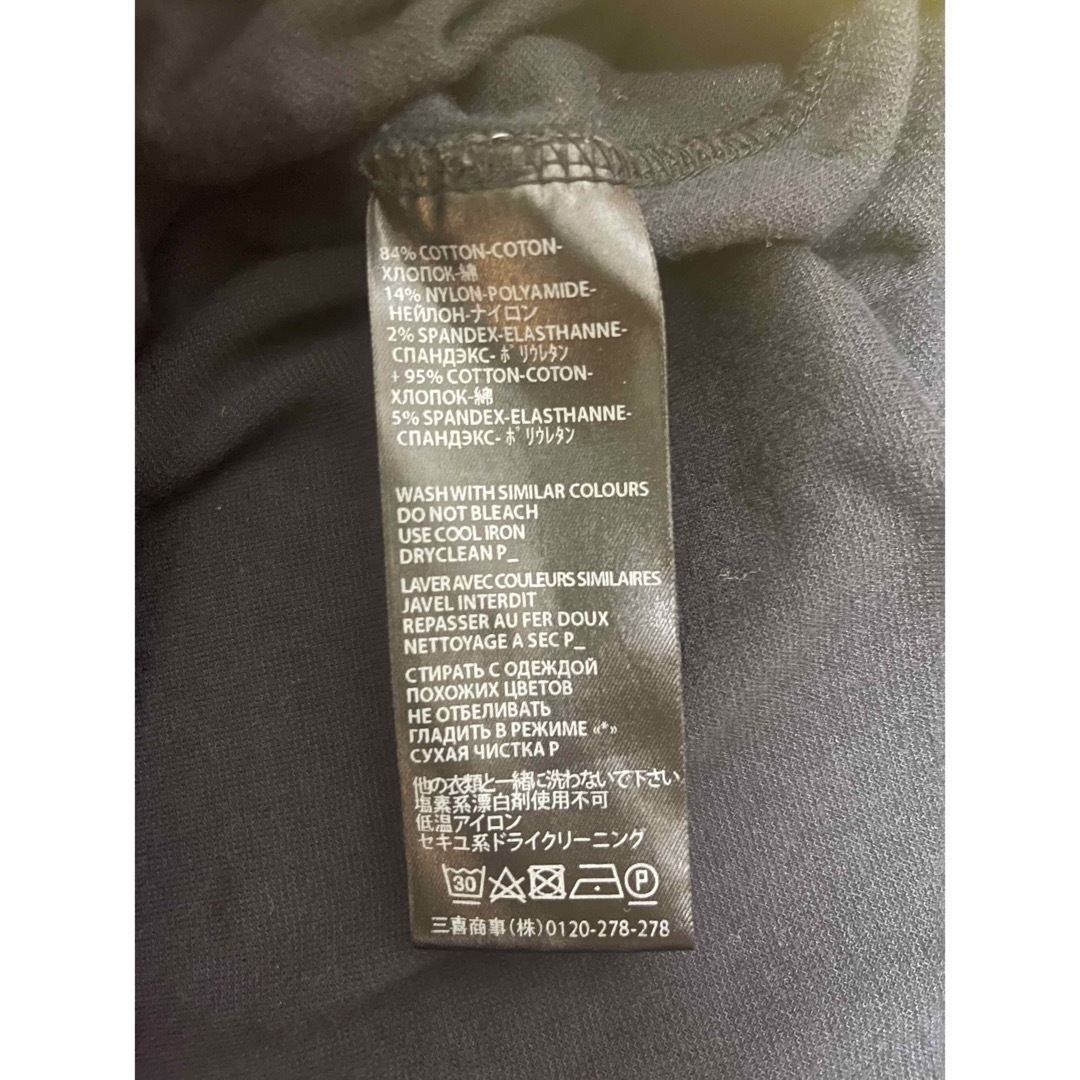 84% COTTON-COTON-
ХЛОПОК-綿
14% NYLON-POLYAMIDE-
НЕЙЛОН-ナイロン
2% SPANDEX-ELASTHANNE-
СПАНДЭКС-ﾎﾟﾘｳﾚﾀﾝ
+ 95% COTTON-COTON-
ХЛОПОК-綿
5% SPANDEX-ELASTHANNE-
СПАНДЭКС-ﾎﾟﾘｳﾚﾀﾝ
WASH WITH SIMILAR COLOURS
DO NOT BLEACH
USE COOL IRON
DRYCLEAN P_
LAVER AVEC COULEURS SIMILAIRES
JAVEL INTERDIT
REPASSER AU FER DOUX
NETTOYAGE A SEC P_
СТИРАТЬ С ОДЕЖДОЙ
ПОХОЖИХ ЦВЕТОВ
НЕ ОТБЕЛИВАТЬ
ГЛАДИТЬ В РЕЖИМЕ «*»
СУХАЯ ЧИСТКА P
他の衣類と一緒に洗わないで下さい
塩素系漂白剤使用不可
低温アイロン
セキユ系ドライクリーニング
30 P
三喜商事(株)0120-278-278